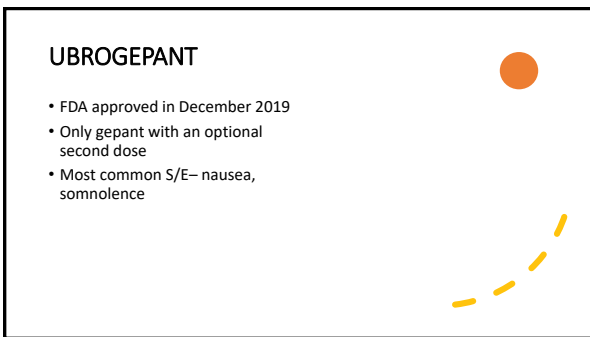 UBROGEPANT
• FDA approved in December 2019
• Only gepant with an optional
second dose
• Most common S/E– nausea,
somnolence